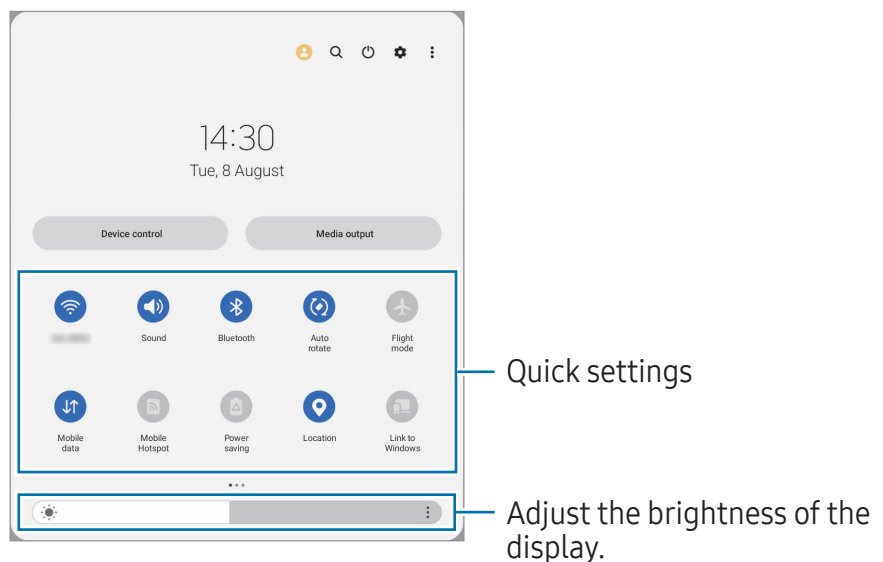 14:30
Tue, 8 August
Device control
Media output
Sound
Bluetooth
Auto
rotate
Flight
mode
Quick settings
Mobile
data
Mobile
Hotspot
Power
saving
Location
Link to
Windows
Adjust the brightness of the
display.